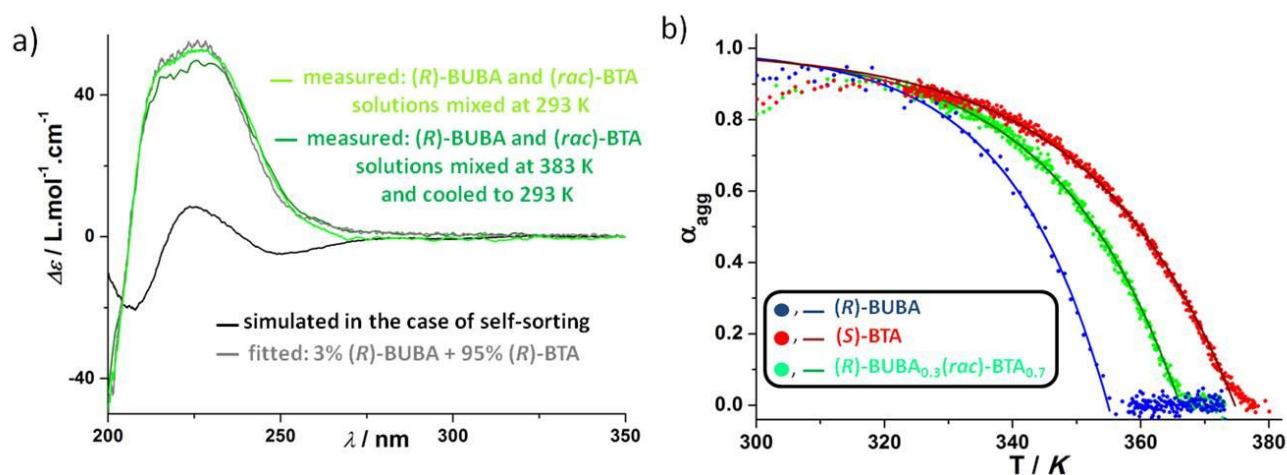 a)
40
0
-40
Δε / L.mol⁻¹.cm⁻¹
measured: (R)-BUBA and (rac)-BTA
solutions mixed at 293 K
measured: (R)-BUBA and (rac)-BTA
solutions mixed at 383 K
and cooled to 293 K
simulated in the case of self-sorting
fitted: 3% (R)-BUBA + 95% (R)-BTA
200
250
300
350
λ / nm
b)
1.0
0.8
0.6
0.4
0.2
0.0
αagg
, — (R)-BUBA
, — (S)-BTA
, — (R)-BUBA0.3(rac)-BTA0.7
300
320
340
360
380
T / K